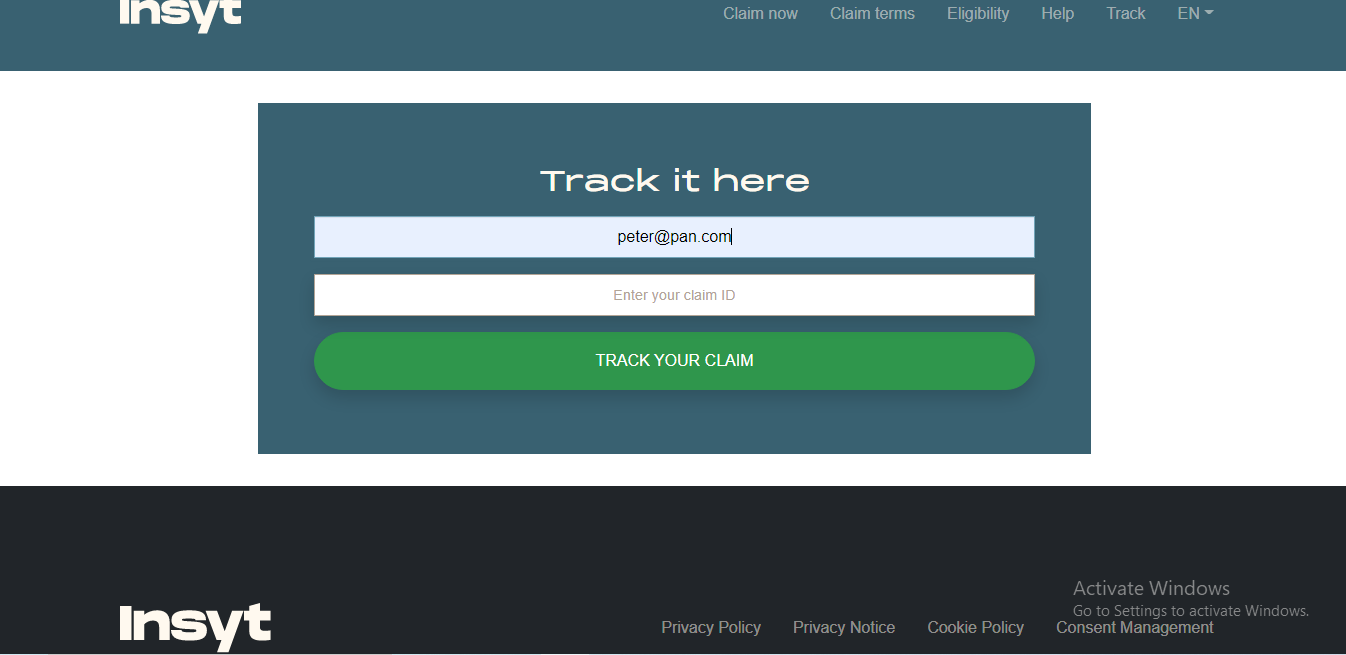 Insyt
Claim now Claim terms Eligibility Help Track EN
Track it here
peter@pan.com
Enter your claim ID
TRACK YOUR CLAIM
Activate Windows
Go to Settings to activate Windows.
Insyt
Privacy Policy Privacy Notice Cookie Policy Consent Management